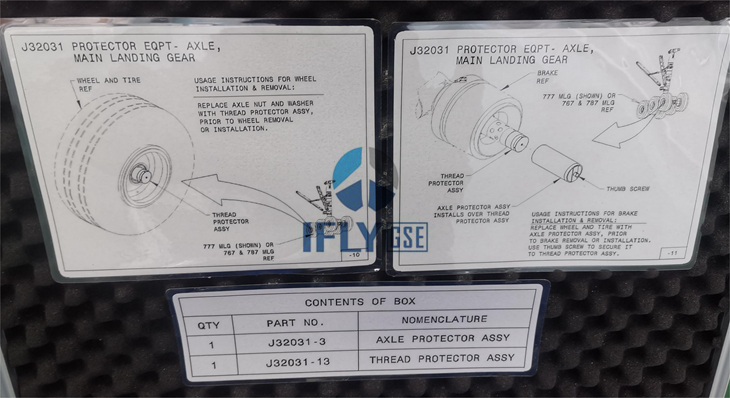 J32031 PROTECTOR EQPT- AXLE,
MAIN LANDING GEAR
WHEEL AND TIRE
REF
USAGE INSTRUCTIONS FOR WHEEL
INSTALLATION & REMOVAL:
REPLACE AXLE NUT AND WASHER
WITH THREAD PROTECTOR ASSY,
PRIOR TO WHEEL REMOVAL
OR INSTALLATION.
THREAD
PROTECTOR
ASSY
777 MLG (SHOWN) OR
767 & 787 MLG
REF
-10
J32031 PROTECTOR EQPT- AXLE,
MAIN LANDING GEAR
BRAKE
REF
777 MLG (SHOWN) OR
767 & 787 MLG
REF
THREAD
PROTECTOR
ASSY
THUMB SCREW
AXLE PROTECTOR ASSY
INSTALLS OVER THREAD
PROTECTOR ASSY
USAGE INSTRUCTIONS FOR BRAKE
INSTALLATION & REMOVAL:
REPLACE WHEEL AND TIRE WITH
AXLE PROTECTOR ASSY, PRIOR
TO BRAKE REMOVAL OR INSTALLATION.
USE THUMB SCREW TO SECURE IT
TO THREAD PROTECTOR ASSY.
-11
IFLY GSE
CONTENTS OF BOX
QTY PART NO. NOMENCLATURE
1 J32031-3 AXLE PROTECTOR ASSY
1 J32031-13 THREAD PROTECTOR ASSY